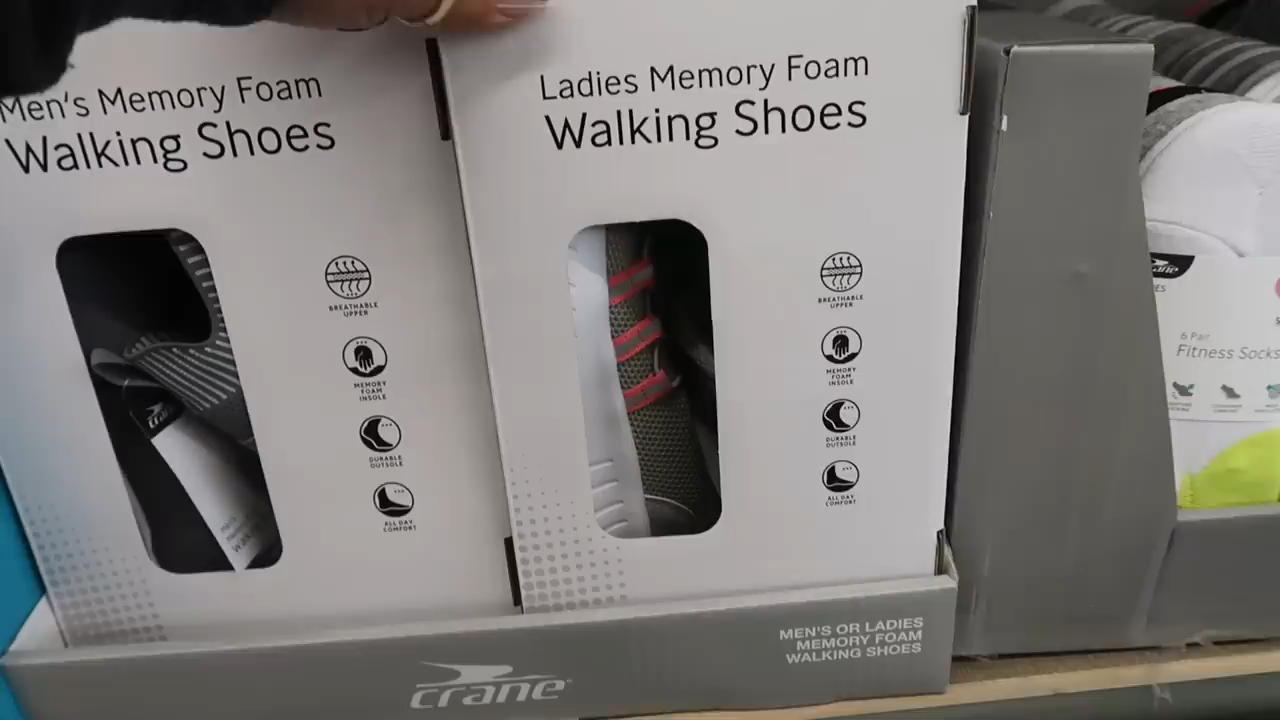 Men's Memory Foam
Walking Shoes
BREATHABLE
UPPER
MEMORY
FOAM
INSOLE
DURABLE
OUTSOLE
ALL DAY
COMFORT
crane
Ladies Memory Foam
Walking Shoes
BREATHABLE
UPPER
MEMORY
FOAM
INSOLE
DURABLE
OUTSOLE
ALL DAY
COMFORT
6 Pair
Fitness Socks
MEN'S OR LADIES
MEMORY FOAM
WALKING SHOES
crane